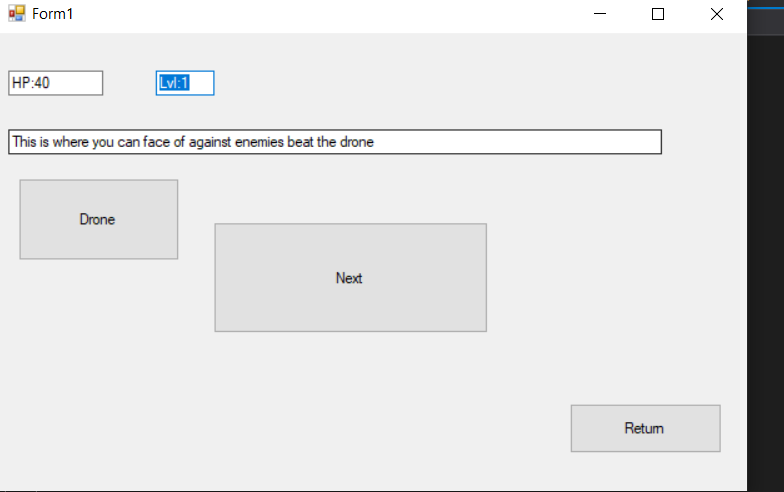 Form1
HP:40
Lvl:1
This is where you can face of against enemies beat the drone
Drone
Next
Return